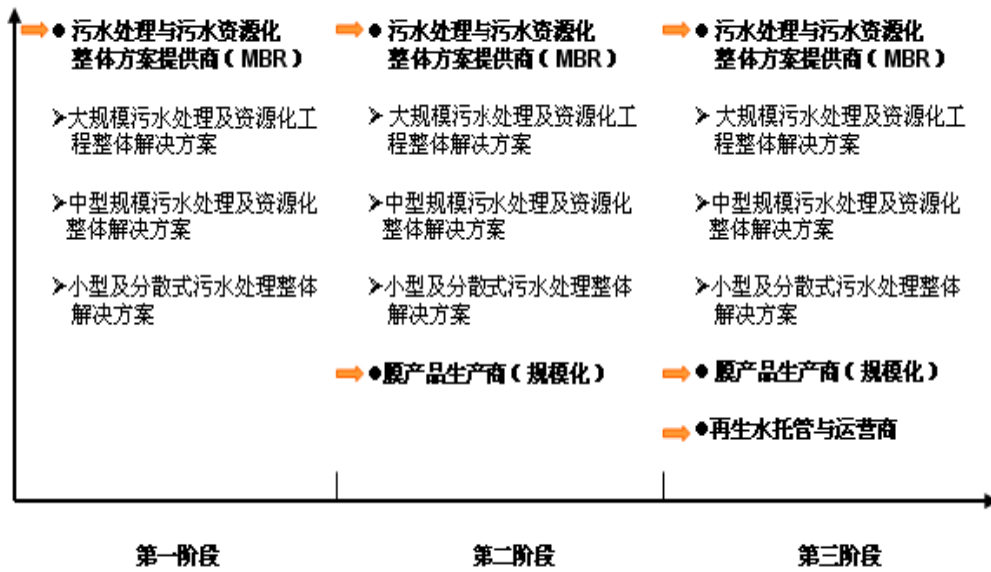 ● 污水处理与污水资源化
整体方案提供商（MBR）
➢大规模污水处理及资源化工
程整体解决方案
➢中型规模污水处理及资源化
整体解决方案
➢小型及分散式污水处理整体
解决方案
第一阶段
● 污水处理与污水资源化
整体方案提供商（MBR）
➢ 大规模污水处理及资源化工
程整体解决方案
➢中型规模污水处理及资源化
整体解决方案
➢小型及分散式污水处理整体
解决方案
●膜产品生产商（规模化）
第二阶段
● 污水处理与污水资源化
整体方案提供商（MBR）
➢ 大规模污水处理及资源化工
程整体解决方案
➢中型规模污水处理及资源化
整体解决方案
➢小型及分散式污水处理整体
解决方案
● 膜产品生产商（规模化）
●再生水托管与运营商
第三阶段